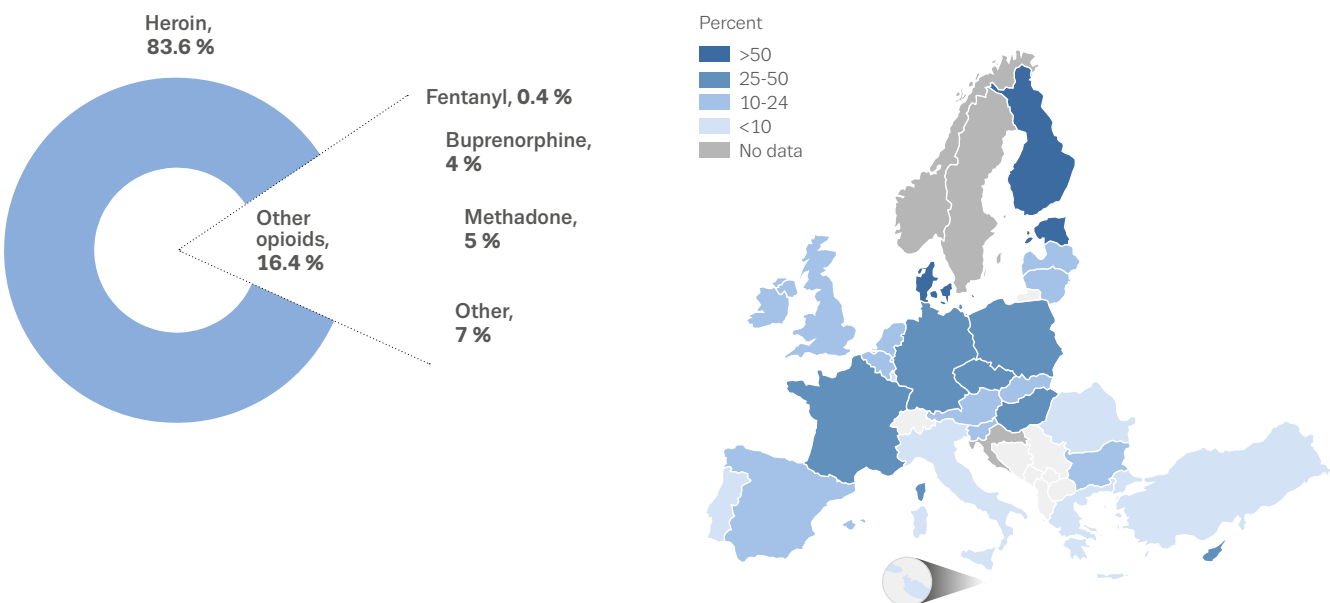 Heroin,
83.6 %
Fentanyl, 0.4 %
Buprenorphine,
4 %
Other
opioids,
16.4 %
Methadone,
5 %
Other,
7 %
Percent
>50
25-50
10-24
<10
No data